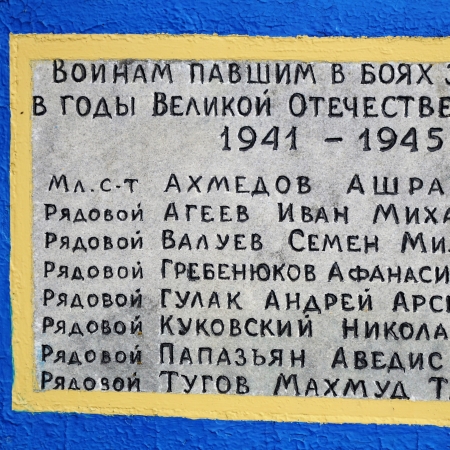 Воинам павшим в боях з
в годы Великой Отечестве
1941 – 1945
Мл. с-т Ахмедов Ашра
Рядовой Агеев Иван Миха
Рядовой Валуев Семен Ми
Рядовой Гребенюков Афанаси
Рядовой Гулак Андрей Арс
Рядовой Куковский Никола
Рядовой Папазьян Аведис
Рядовой Тугов Махмуд Т